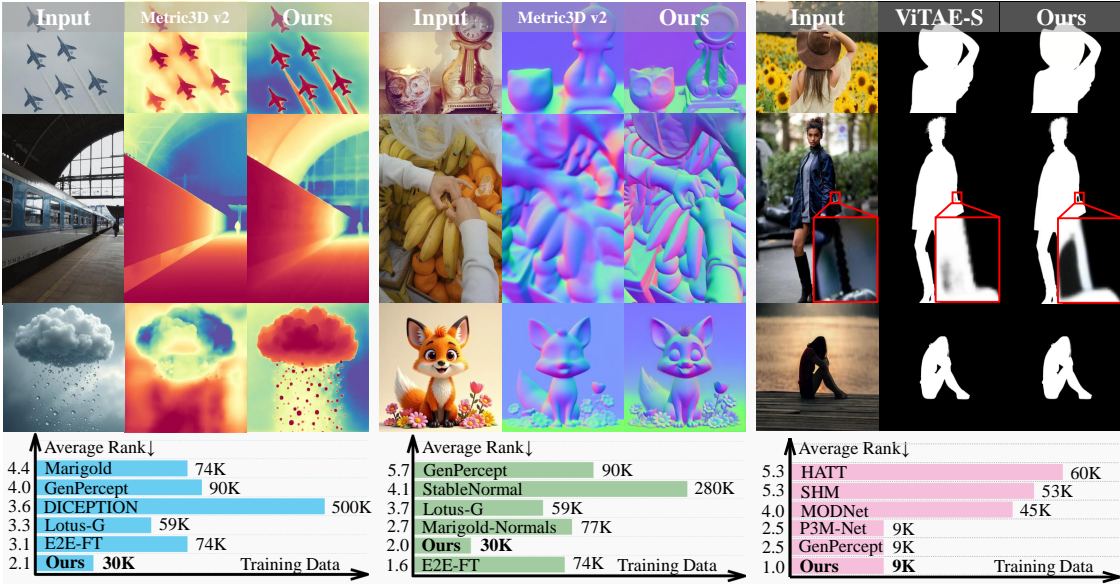 Input Metric3D v2 Ours
Input Metric3D v2 Ours
Input ViTAE-S Ours
Average Rank↓
4.4 Marigold 74K
4.0 GenPercept 90K
3.6 DICEPTION 500K
3.3 Lotus-G 59K
3.1 E2E-FT 74K
2.1 Ours 30K Training Data
Average Rank↓
5.7 GenPercept 90K
4.1 StableNormal 280K
3.7 Lotus-G 59K
2.7 Marigold-Normals 77K
2.0 Ours 30K
1.6 E2E-FT 74K Training Data
Average Rank↓
5.3 HATT 60K
5.3 SHM 53K
4.0 MODNet 45K
2.5 P3M-Net 9K
2.5 GenPercept 9K
1.0 Ours 9K Training Data